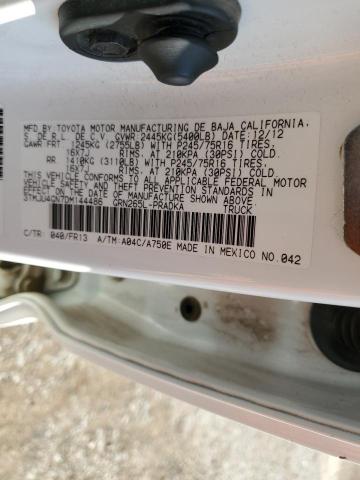 MFD. BY TOYOTA MOTOR MANUFACTURING DE BAJA CALIFORNIA,
S. DE R.L. DE C.V. GVWR 2445KG(5400LB) DATE:12/12
GAWR FRT 1245KG (2755LB) WITH P245/75R16 TIRES,
16X7J RIMS, AT 210KPA (30PSI) COLD.
RR 1410KG (3110LB) WITH P245/75R16 TIRES,
16X7J RIMS, AT 210KPA (30PSI) COLD.
THIS VEHICLE CONFORMS TO ALL APPLICABLE FEDERAL MOTOR
VEHICLE SAFETY AND THEFT PREVENTION STANDARDS IN
EFFECT ON THE DATE OF MANUFACTURE SHOWN ABOVE.
3TMJU4GN7DM144486 GRN265L-PRADKA TRUCK
C/TR: 040/FR13 A/TM:A04C/A750E MADE IN MEXICO NO.042